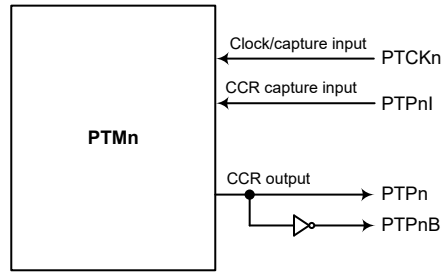 Clock/capture input
PTCKn
CCR capture input
PTPnI
PTMn
CCR output
PTPn
PTPnB